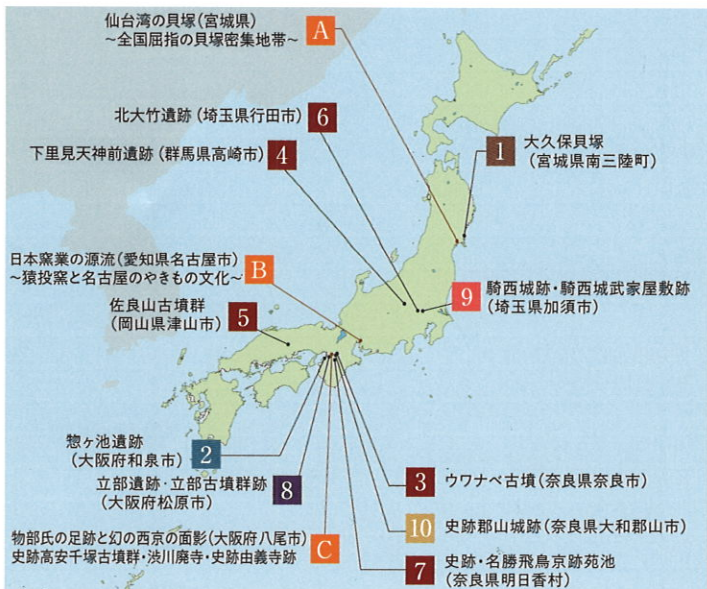 仙台湾の貝塚(宮城県)
～全国屈指の貝塚密集地帯～
A
北大竹遺跡(埼玉県行田市)
6
下里見天神前遺跡(群馬県高崎市)
4
1
大久保貝塚
(宮城県南三陸町)
日本窯業の源流(愛知県名古屋市)
～猿投窯と名古屋のやきもの文化～
B
9
騎西城跡・騎西城武家屋敷跡
(埼玉県加須市)
佐良山古墳群
(岡山県津山市)
5
惣ヶ池遺跡
(大阪府和泉市)
2
立部遺跡・立部古墳群跡
(大阪府松原市)
8
3
ウワナベ古墳(奈良県奈良市)
物部氏の足跡と幻の西京の面影(大阪府八尾市)
史跡高安千塚古墳群・渋川廃寺・史跡由義寺跡
C
10
史跡郡山城跡(奈良県大和郡山市)
7
史跡・名勝飛鳥京跡苑池
(奈良県明日香村)